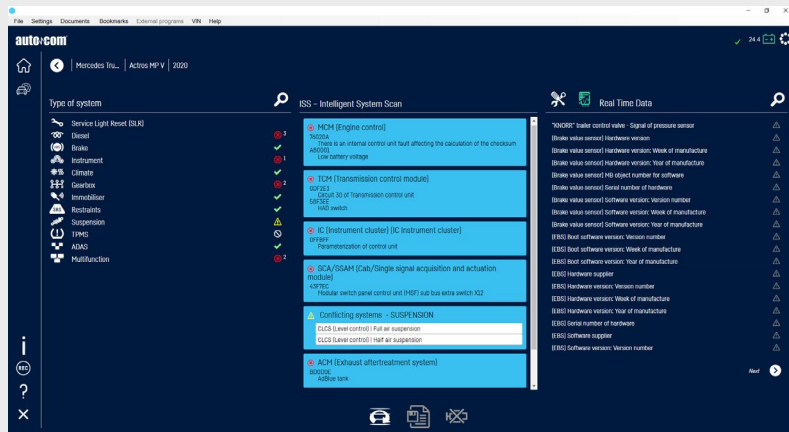 File Settings Documents Bookmarks External programs VIN Help
autocom
24.4
Mercedes Tru... | Actros MP V | 2020
Type of system
Service Light Reset (SLR)
Diesel 3
Brake
Instrument 1
Climate
Gearbox 2
Immobiliser
Restraints
Suspension
TPMS
ADAS
Multifunction 2
ISS – Intelligent System Scan
MCM (Engine control)
There is an internal control unit fault affecting the calculation of the checksum
Low battery voltage
TCM (Transmission control module)
Circuit 30 of Transmission control unit
HAD switch
IC (Instrument cluster) (IC Instrument cluster)
Parameterization of control unit
SCA/SSAM (Cab/Single signal acquisition and actuation
module)
43F7EC
Modular switch panel control unit (MSF) sub bus extra switch X12
Conflicting systems - SUSPENSION
CLCS (Level control) | Full air suspension
CLCS (Level control) | Half air suspension
ACM (Exhaust aftertreatment system)
AdBlue tank
Real Time Data
"KNORR" trailer control valve - Signal of pressure sensor
(Brake value sensor) Hardware version
(Brake value sensor) Hardware version: Week of manufacture
(Brake value sensor) Hardware version: Year of manufacture
(Brake value sensor) MB object number for software
(Brake value sensor) Serial number of hardware
(Brake value sensor) Software version: Version number
(Brake value sensor) Software version: Week of manufacture
(Brake value sensor) Software version: Year of manufacture
(EBS) Boot software version: Version number
(EBS) Boot software version: Week of manufacture
(EBS) Boot software version: Year of manufacture
(EBS) Hardware supplier
(EBS) Hardware version: Version number
(EBS) Hardware version: Week of manufacture
(EBS) Hardware version: Year of manufacture
(EBS) Serial number of hardware
(EBS) Software supplier
(EBS) Software version: Version number
Next
REC